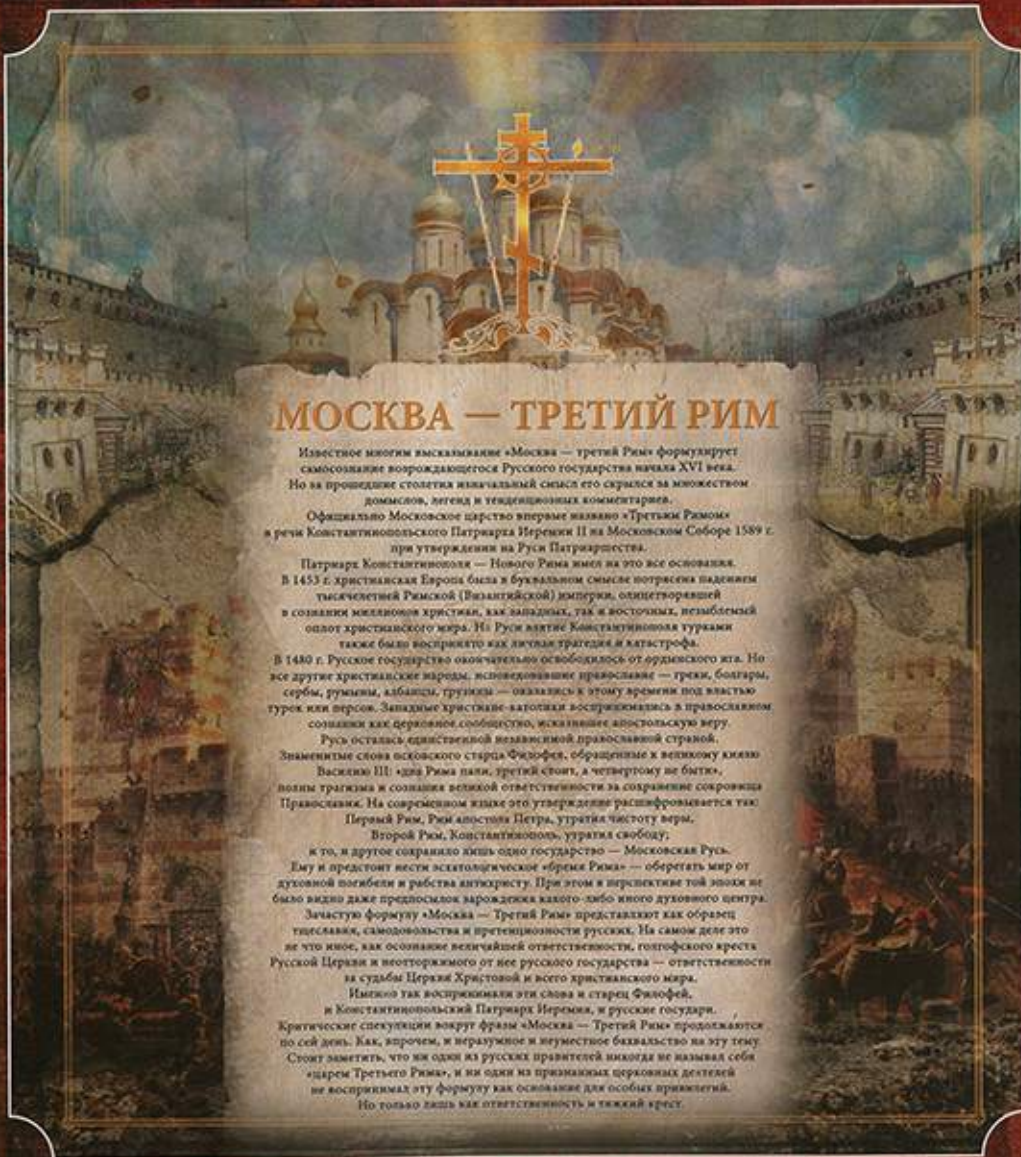 МОСКВА — ТРЕТИЙ РИМ
Известное многим высказывание «Москва — третий Рим» формулирует
самосознание возрождающегося Русского государства начала XVI века.
Но за прошедшие столетия изначальный смысл его скрылся за множеством
домыслов, легенд и тенденциозных комментариев.
Официально Московское царство впервые названо «Третьим Римом»
в речи Константинопольского Патриарха Иеремии II на Московском Соборе 1589 г.
при утверждении на Руси Патриаршества.
Патриарх Константинополя — Нового Рима имел на это все основания.
В 1453 г. христианская Европа была в буквальном смысле потрясена падением
тысячелетней Римской (Византийской) империи, олицетворявшей
в сознании миллионов христиан, как западных, так и восточных, незыблемый
оплот христианского мира. На Руси взятие Константинополя турками
также было воспринято как личная трагедия и катастрофа.
В 1480 г. Русское государство окончательно освободилось от ордынского ига. Но
все другие христианские народы, исповедовавшие православие — греки, болгары,
сербы, румыны, албанцы, грузины — оказались к этому времени под властью
турок или персов. Западные христиане-католики воспринимались в православном
сознании как церковное сообщество, исказившее апостольскую веру.
Русь осталась единственной независимой православной страной.
Знаменитые слова псковского старца Филофея, обращенные к великому князю
Василию III: «два Рима пали, третий стоит, а четвертому не быти»,
полны трагизма и сознания великой ответственности за сохранение сокровища
Православия. На современном языке это утверждение расшифровывается так:
Первый Рим, Рим апостола Петра, утратил чистоту веры,
Второй Рим, Константинополь, утратил свободу;
и то, и другое сохранило лишь одно государство — Московская Русь.
Ему и предстоит нести эсхатологическое «бремя Рима» — оберегать мир от
духовной погибели и рабства антихристу. При этом в перспективе той эпохи не
было видно даже предпосылок зарождения какого-либо иного духовного центра.
Зачастую формулу «Москва — Третий Рим» представляют как образец
тщеславия, самодовольства и претенциозности русских. На самом деле это
не что иное, как осознание величайшей ответственности, голгофского креста
Русской Церкви и неотторжимого от нее русского государства — ответственности
за судьбы Церкви Христовой и всего христианского мира.
Именно так воспринимали эти слова и старец Филофей,
и Константинопольский Патриарх Иеремия, и русские государи.
Критические спекуляции вокруг фразы «Москва — Третий Рим» продолжаются
по сей день. Как, впрочем, и неразумное и неуместное бахвальство на эту тему.
Стоит заметить, что ни один из русских правителей никогда не называл себя
«царем Третьего Рима», и ни один из признанных церковных деятелей
не воспринимал эту формулу как основание для особых привилегий.
Но только лишь как ответственность и тяжкий крест.